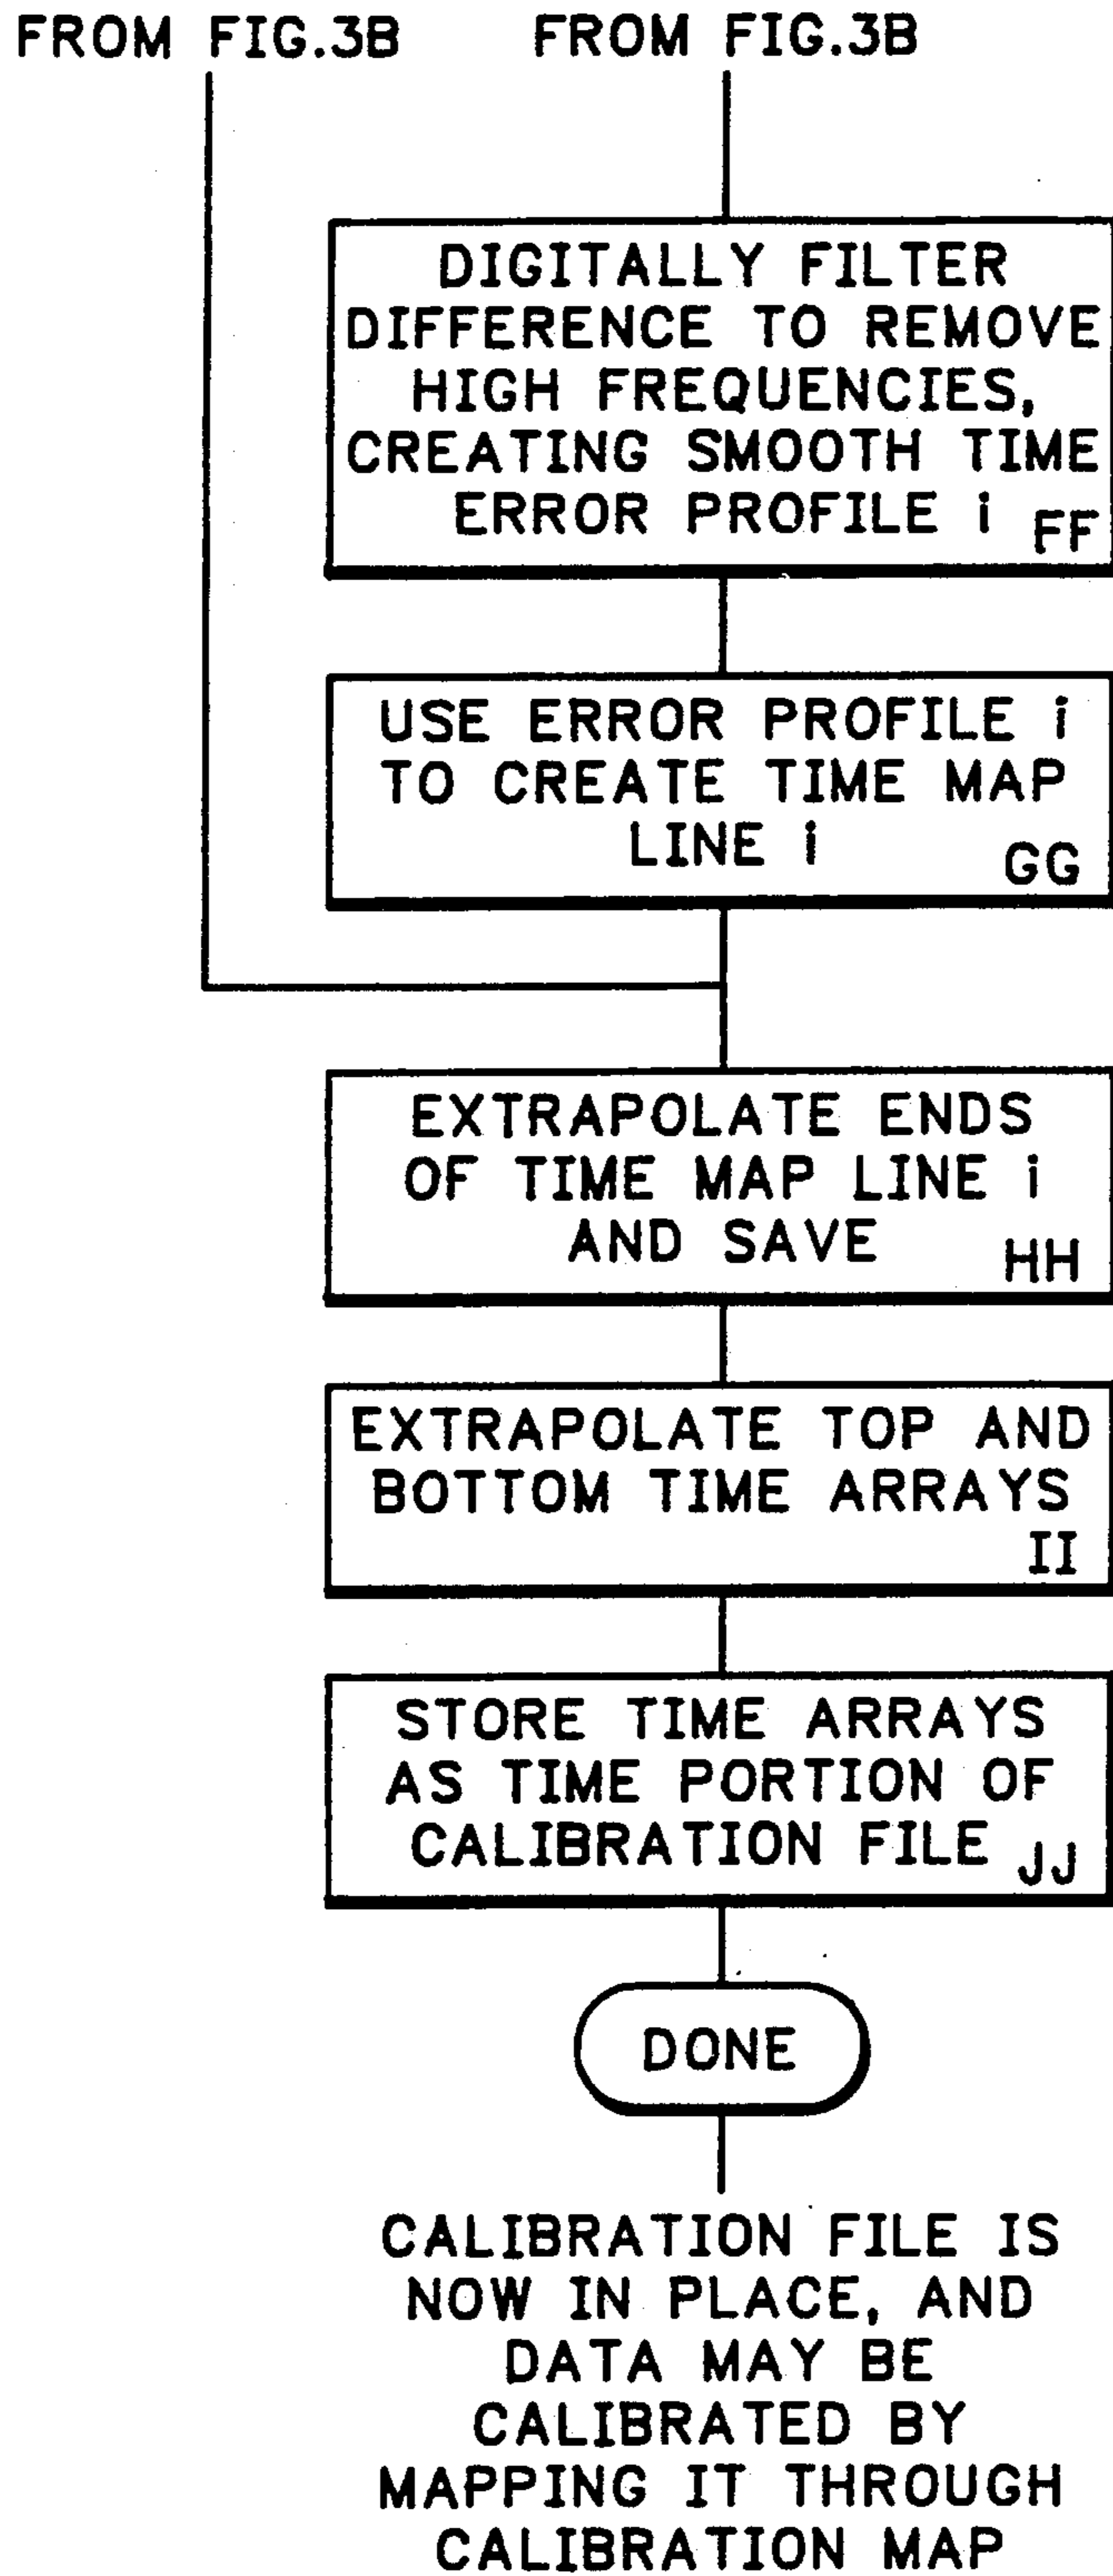 FROM FIG.3B
FROM FIG.3B
DIGITALLY FILTER
DIFFERENCE TO REMOVE
HIGH FREQUENCIES,
CREATING SMOOTH TIME
ERROR PROFILE i
FF
USE ERROR PROFILE i
TO CREATE TIME MAP
LINE i
GG
EXTRAPOLATE ENDS
OF TIME MAP LINE i
AND SAVE
HH
EXTRAPOLATE TOP AND
BOTTOM TIME ARRAYS
II
STORE TIME ARRAYS
AS TIME PORTION OF
CALIBRATION FILE
JJ
DONE
CALIBRATION FILE IS
NOW IN PLACE, AND
DATA MAY BE
CALIBRATED BY
MAPPING IT THROUGH
CALIBRATION MAP